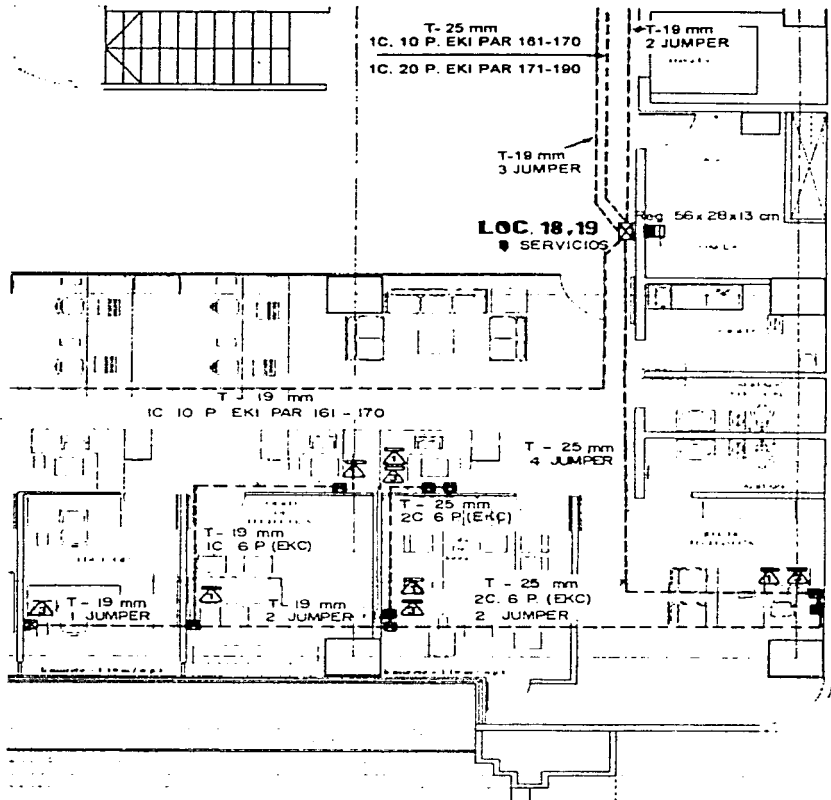 T- 25 mm
1C. 10 P. EKI PAR 161-170
1C. 20 P. EKI PAR 171-190
T-19 mm
2 JUMPER
T-19 mm
3 JUMPER
Reg 56x28x13 cm
LOC. 18,19
9 SERVICIOS
T - 19 mm
1C 10 P EKI PAR 161 - 170
T - 25 mm
4 JUMPER
T - 25 mm
2C 6 P (EKC)
T- 19 mm
1C 6 P (EKC)
T - 25 mm
2C. 6 P. (EKC)
2 JUMPER
T - 19 mm
1 JUMPER
T- 19 mm
2 JUMPER